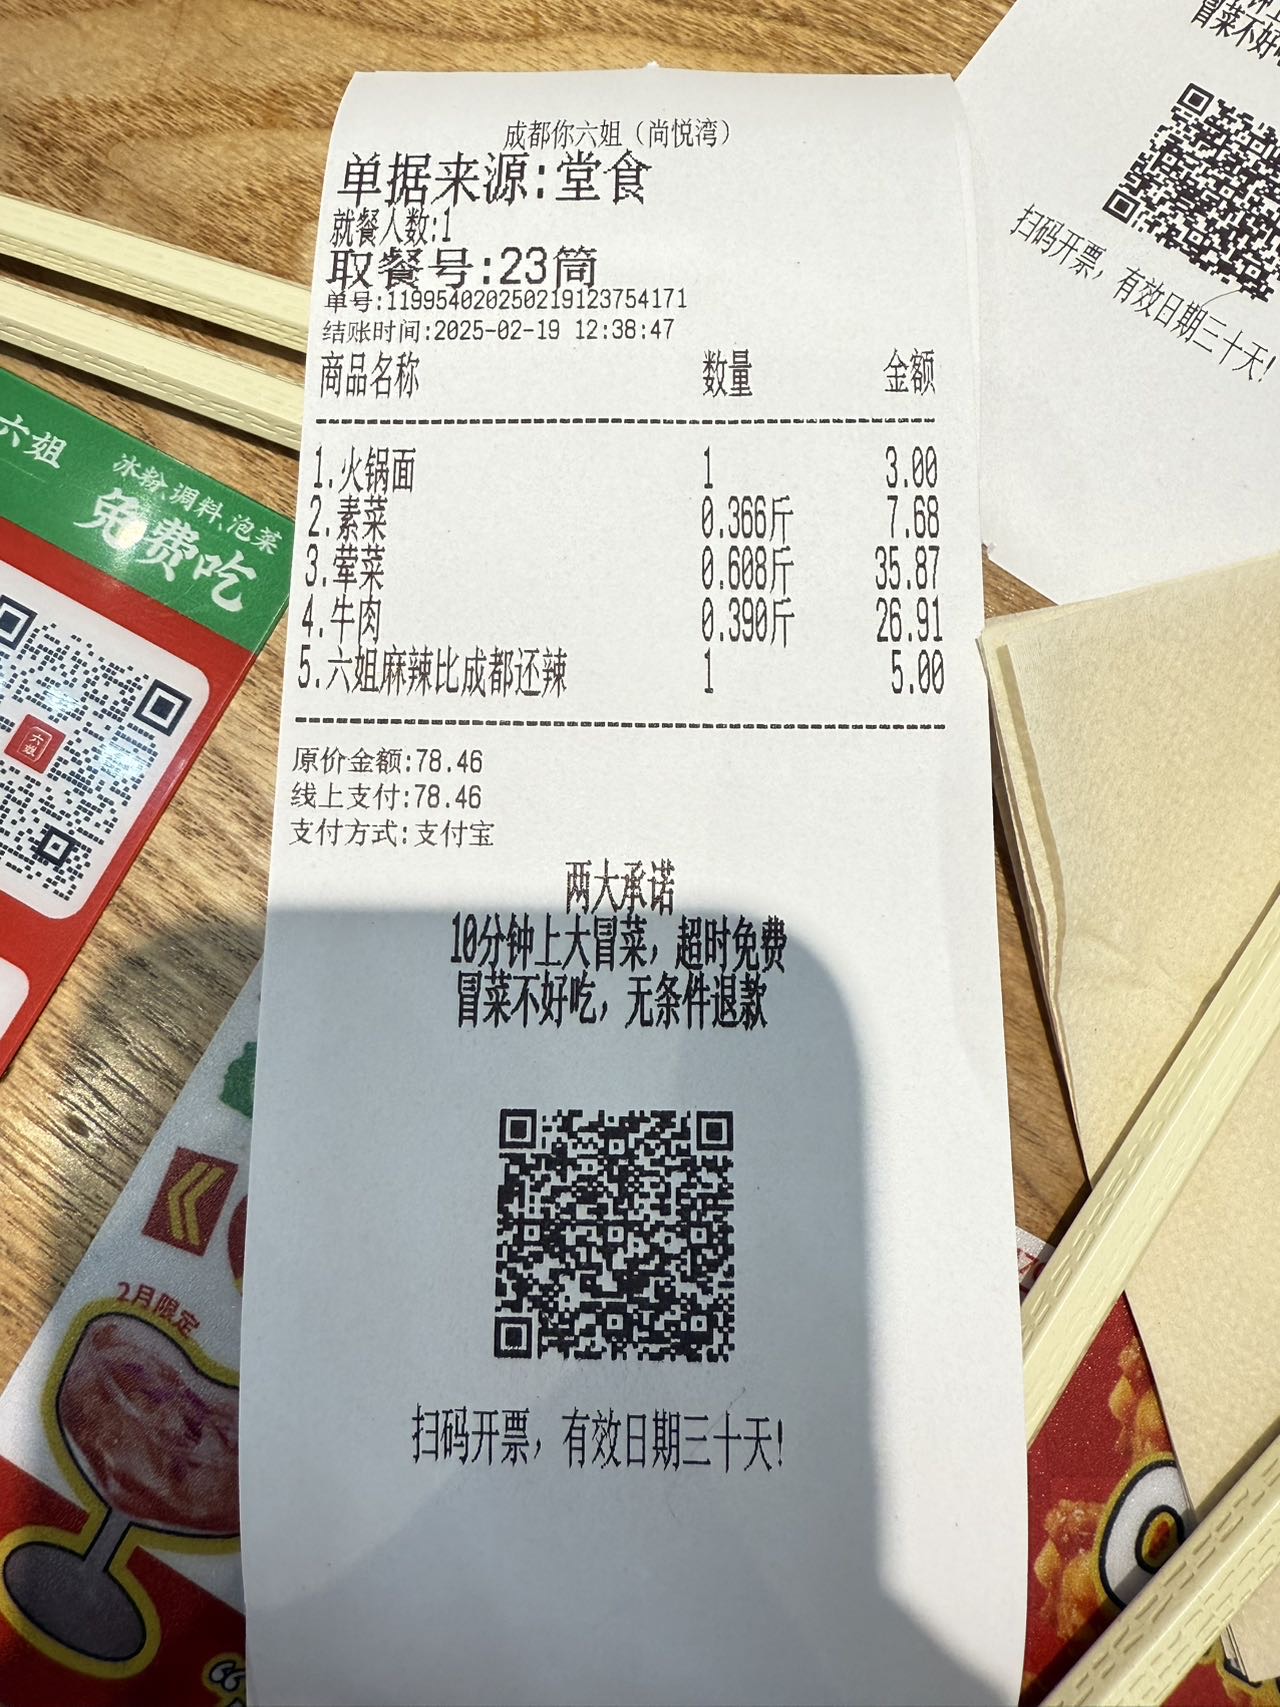 成都你六姐（尚悦湾）
单据来源:堂食
就餐人数:1
取餐号:23筒
单号:119954020250219123754171
结账时间:2025-02-19 12:38:47
商品名称 数量 金额
1.火锅面 1 3.00
2.素菜 0.366斤 7.68
3.荤菜 0.608斤 35.87
4.牛肉 0.390斤 26.91
5.六姐麻辣比成都还辣 1 5.00
原价金额:78.46
线上支付:78.46
支付方式:支付宝
两大承诺
10分钟上大冒菜，超时免费
冒菜不好吃，无条件退款
扫码开票，有效日期三十天!
冒菜不好
扫码开票，有效日期三十天!
六姐
冰粉、调料、泡菜
免费吃
六姐
2月限定